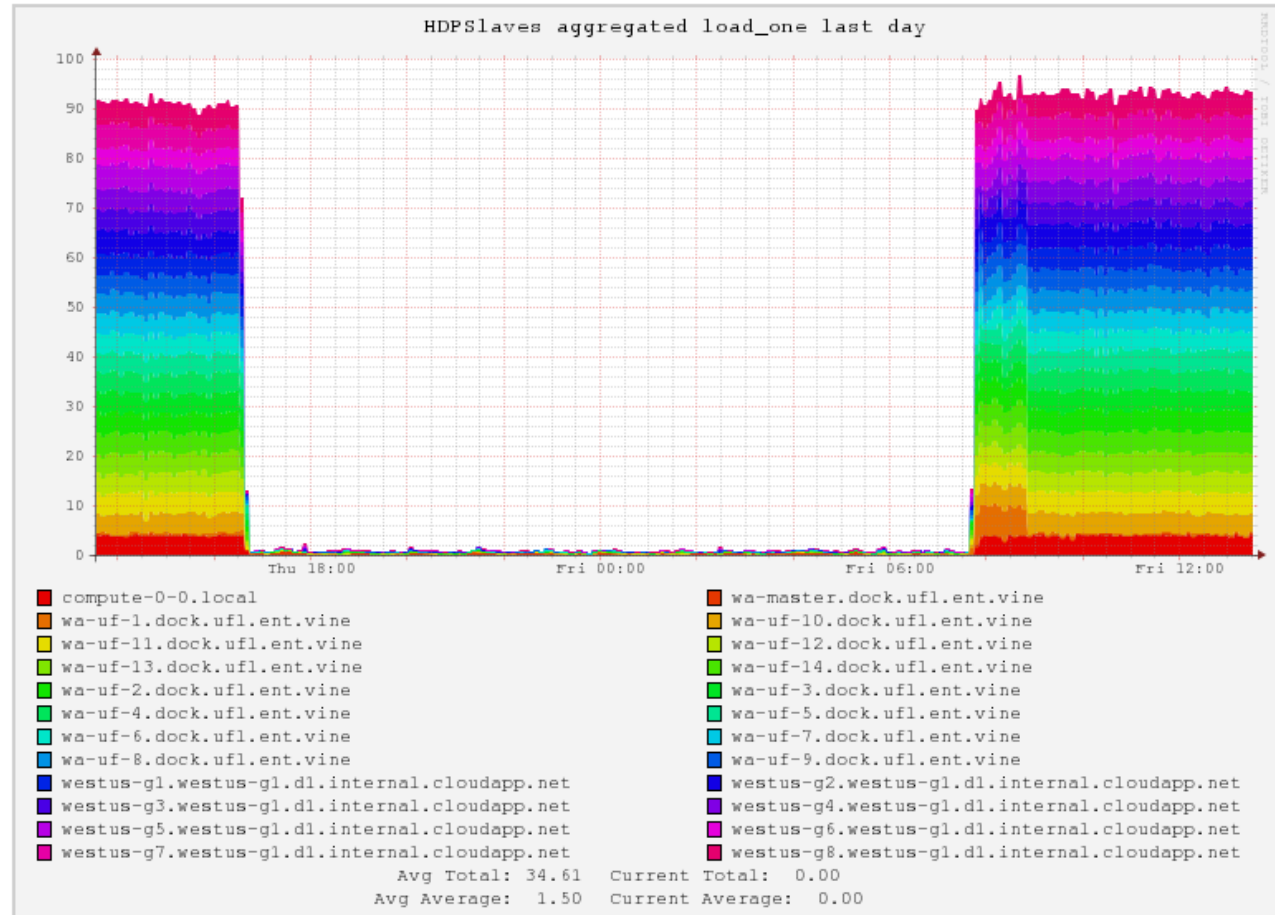 HDPSlaves aggregated load_one last day
RRDTOOL / TOBI OETIKER
100
90
80
70
60
50
40
30
20
10
0
Thu 18:00 Fri 00:00 Fri 06:00 Fri 12:00
compute-0-0.local wa-master.dock.ufl.ent.vine
wa-uf-1.dock.ufl.ent.vine wa-uf-10.dock.ufl.ent.vine
wa-uf-11.dock.ufl.ent.vine wa-uf-12.dock.ufl.ent.vine
wa-uf-13.dock.ufl.ent.vine wa-uf-14.dock.ufl.ent.vine
wa-uf-2.dock.ufl.ent.vine wa-uf-3.dock.ufl.ent.vine
wa-uf-4.dock.ufl.ent.vine wa-uf-5.dock.ufl.ent.vine
wa-uf-6.dock.ufl.ent.vine wa-uf-7.dock.ufl.ent.vine
wa-uf-8.dock.ufl.ent.vine wa-uf-9.dock.ufl.ent.vine
westus-g1.westus-g1.d1.internal.cloudapp.net westus-g2.westus-g1.d1.internal.cloudapp.net
westus-g3.westus-g1.d1.internal.cloudapp.net westus-g4.westus-g1.d1.internal.cloudapp.net
westus-g5.westus-g1.d1.internal.cloudapp.net westus-g6.westus-g1.d1.internal.cloudapp.net
westus-g7.westus-g1.d1.internal.cloudapp.net westus-g8.westus-g1.d1.internal.cloudapp.net
Avg Total: 34.61 Current Total: 0.00
Avg Average: 1.50 Current Average: 0.00